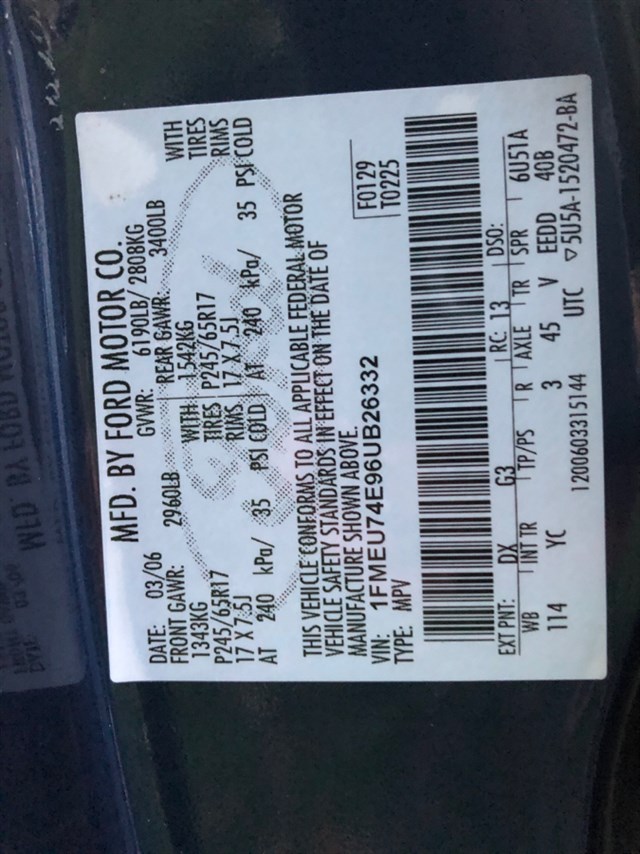 MFD. BY FORD MOTOR CO.
DATE: 03/06 GVWR: 6190LB/ 2808KG
FRONT GAWR: 2960LB REAR GAWR: 3400LB
1343KG WITH 1542KG WITH
P245/65R17 TIRES P245/65R17 TIRES
17 X 7.5J RIMS 17 X 7.5J RIMS
AT 240 kPa/ 35 PSI COLD AT 240 kPa/ 35 PSI COLD
THIS VEHICLE CONFORMS TO ALL APPLICABLE FEDERAL MOTOR
VEHICLE SAFETY STANDARDS IN EFFECT ON THE DATE OF
MANUFACTURE SHOWN ABOVE.
VIN: 1FMEU74E96UB26332 F0129
TYPE: MPV T0225
EXT PNT: DX G3 RC: 13 DSO:
WB INT TR TP/PS R AXLE TR SPR 6U51A
114 YC 3 45 V EEDD 40B
1200603315144 UTC ▽5U5A-1520472-BA